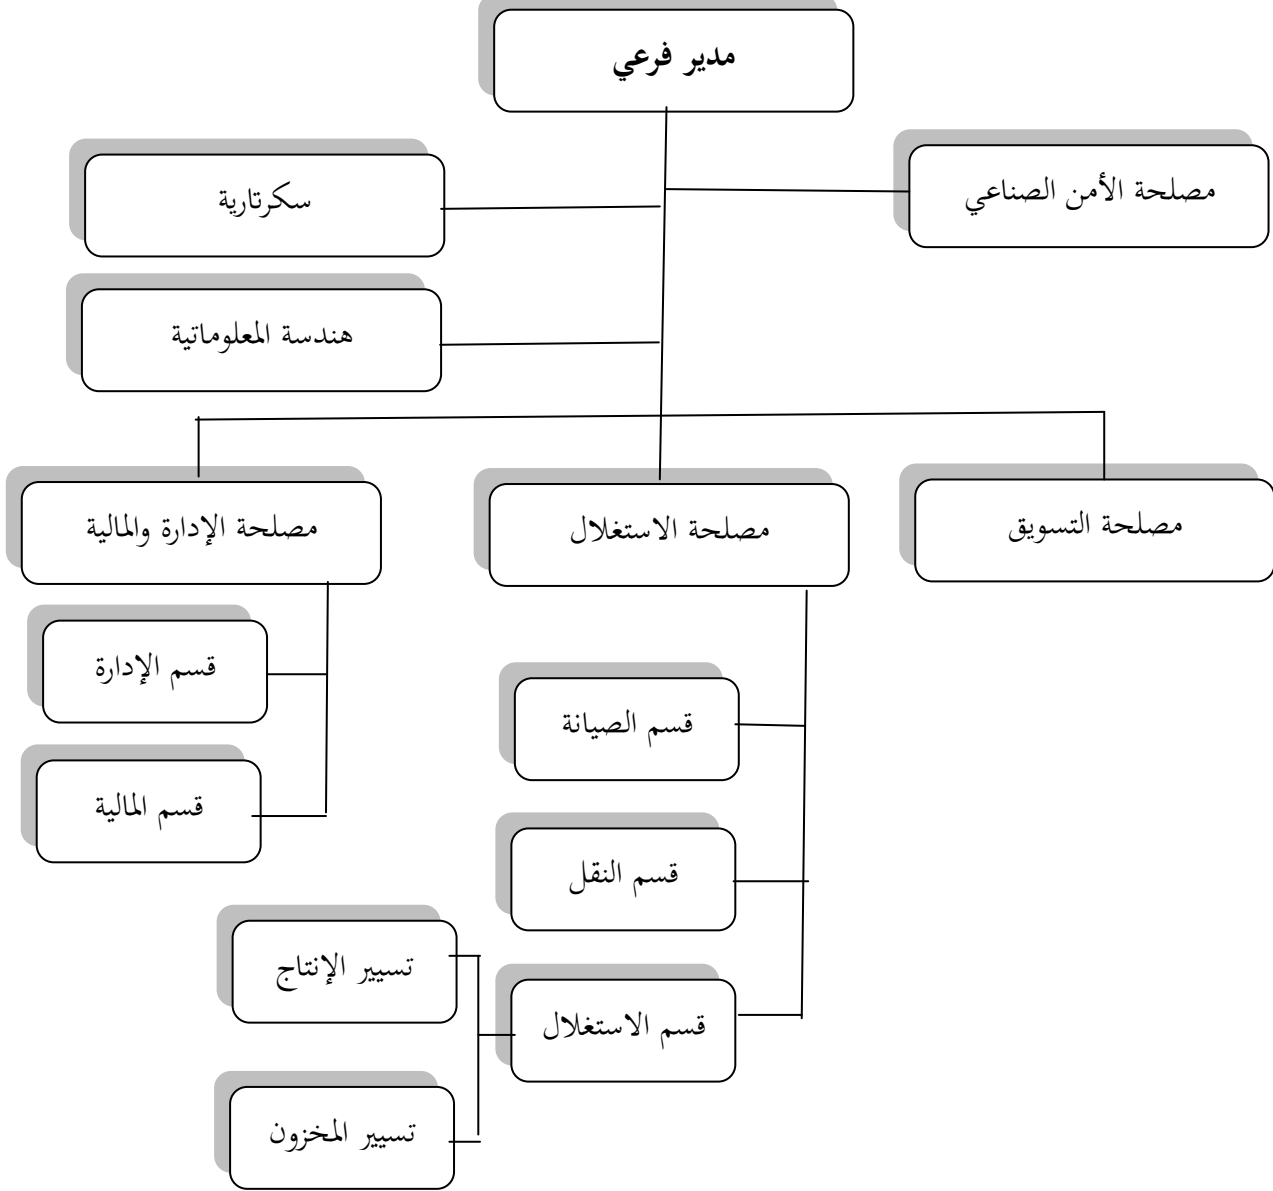 مدير فرعي
مصلحة الأمن الصناعي
سكرتارية
هندسة المعلوماتية
مصلحة التسويق
مصلحة الاستغلال
مصلحة الإدارة والمالية
قسم الإدارة
قسم المالية
قسم الصيانة
قسم النقل
قسم الاستغلال
تسيير الإنتاج
تسيير المخزون